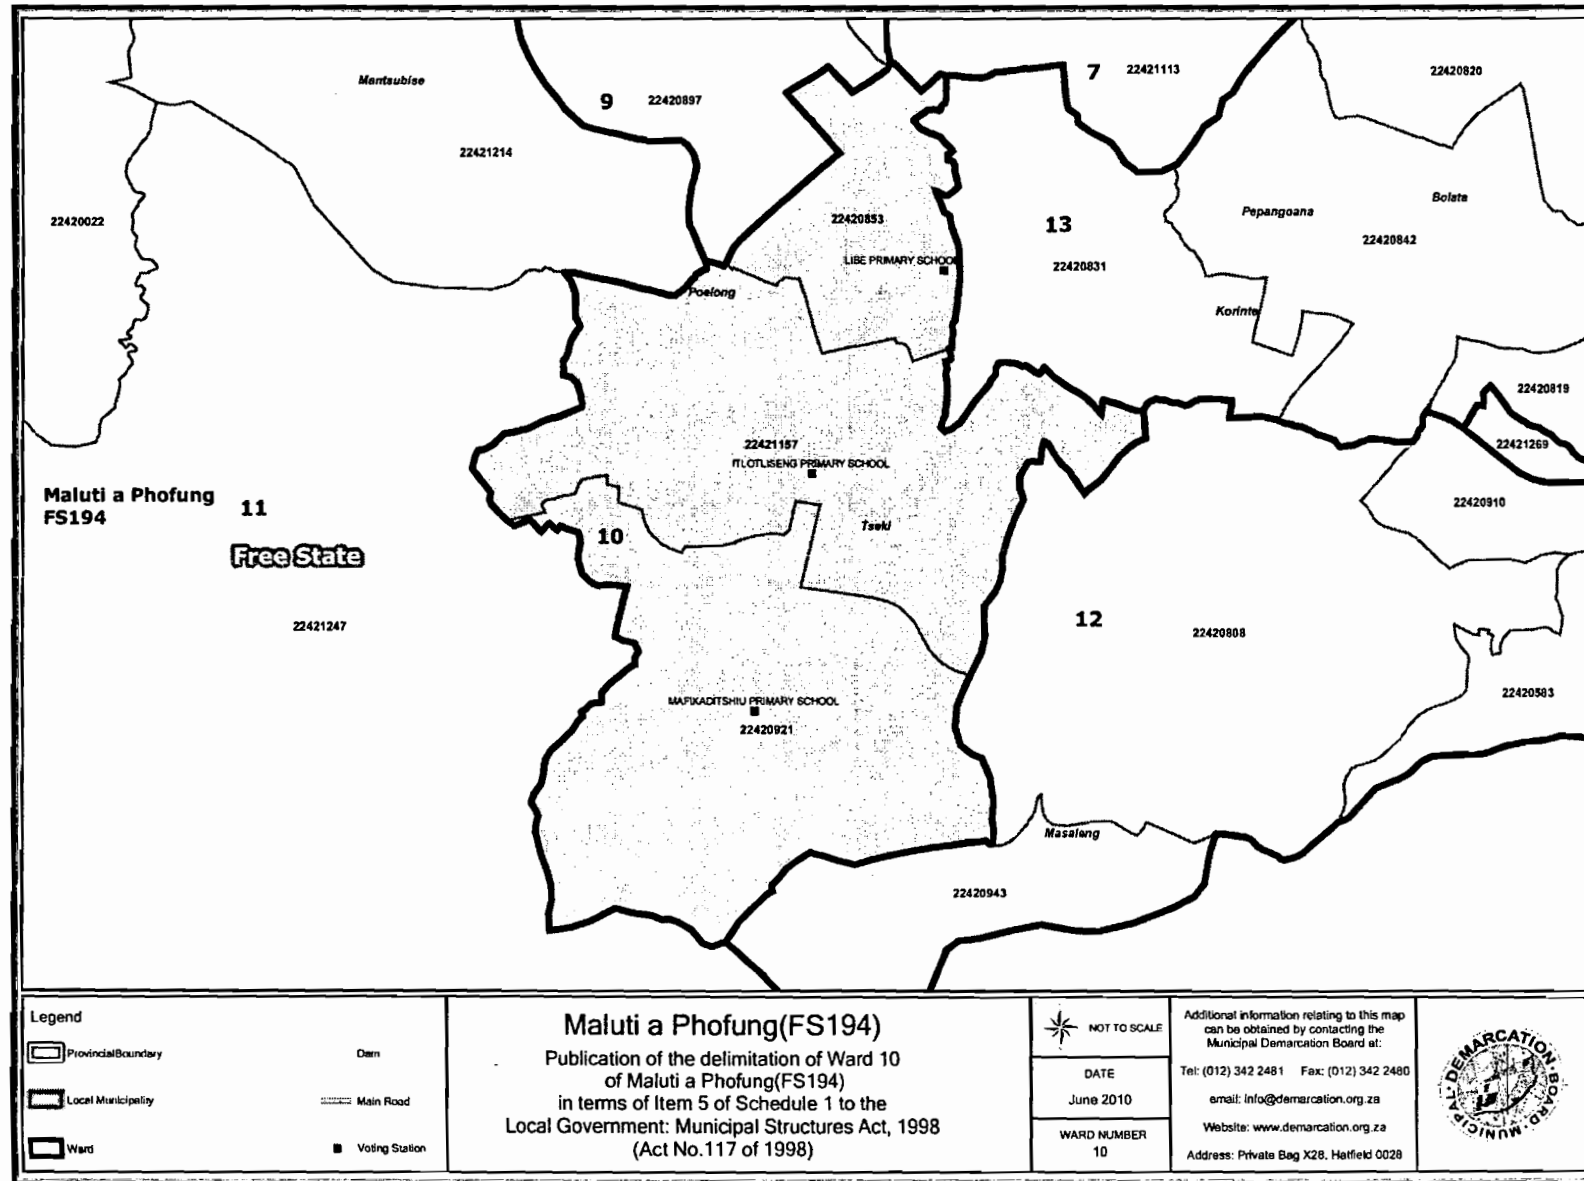 Mantsubise
9
22420897
7
22421113
22420820
22421214
22420022
22420853
13
Pepangoana
Bolata
22420842
LIBE PRIMARY SCHOOL
22420831
Poelong
Korinte
22420819
22421157
ITLOTLISENG PRIMARY SCHOOL
22421269
Maluti a Phofung
FS194
11
22420910
10
Tseki
Free State
22421247
12
22420808
22420583
MAFIKADITSHIU PRIMARY SCHOOL
22420921
Masaleng
22420943
Legend
ProvincialBoundary
Dam
Local Municipality
Main Road
Ward
Voting Station
Maluti a Phofung(FS194)
Publication of the delimitation of Ward 10
of Maluti a Phofung(FS194)
in terms of Item 5 of Schedule 1 to the
Local Government: Municipal Structures Act, 1998
(Act No.117 of 1998)
NOT TO SCALE
DATE
June 2010
WARD NUMBER
10
Additional information relating to this map
can be obtained by contacting the
Municipal Demarcation Board at:
Tel: (012) 342 2481 Fax: (012) 342 2480
email: info@demarcation.org.za
Website: www.demarcation.org.za
Address: Private Bag X28, Hatfield 0028
MUNICIPAL DEMARCATION BOARD